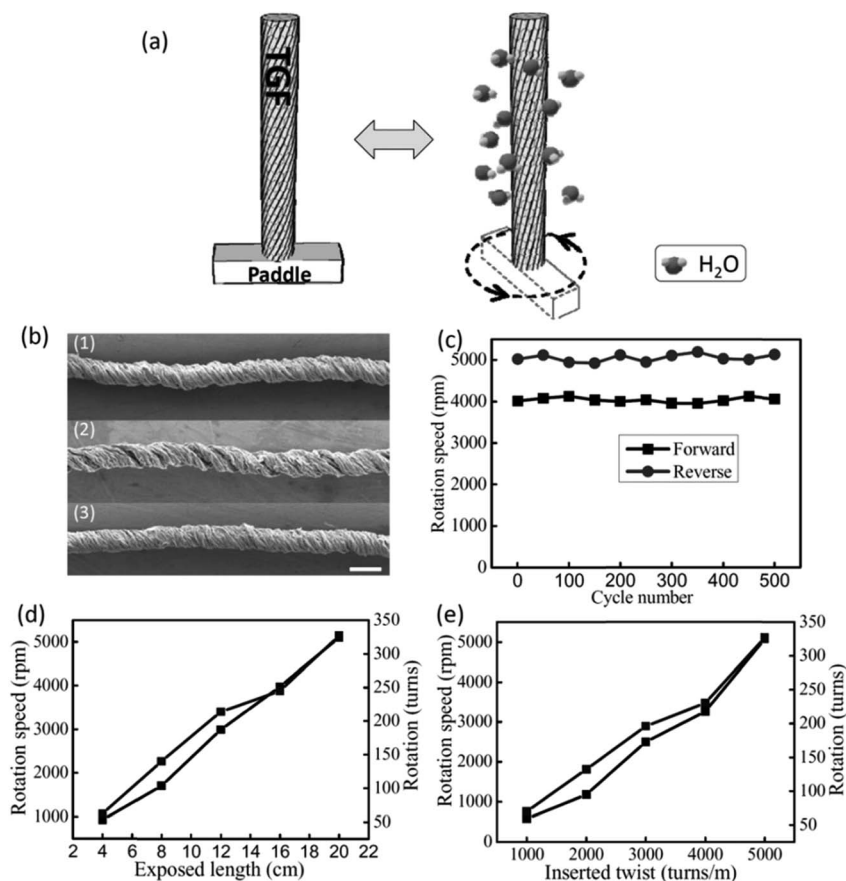 (a)
TGF
Paddle
H₂O
(b)
(1)
(2)
(3)
(c)
Rotation speed (rpm)
5000
4000
3000
2000
1000
0
Forward
Reverse
0 100 200 300 400 500
Cycle number
(d)
Rotation speed (rpm)
5000
4000
3000
2000
1000
350
300
250
200
150
100
50
Rotation (turns)
2 4 6 8 10 12 14 16 18 20 22
Exposed length (cm)
(e)
Rotation speed (rpm)
5000
4000
3000
2000
1000
0
350
300
250
200
150
100
50
Rotation (turns)
1000 2000 3000 4000 5000
Inserted twist (turns/m)